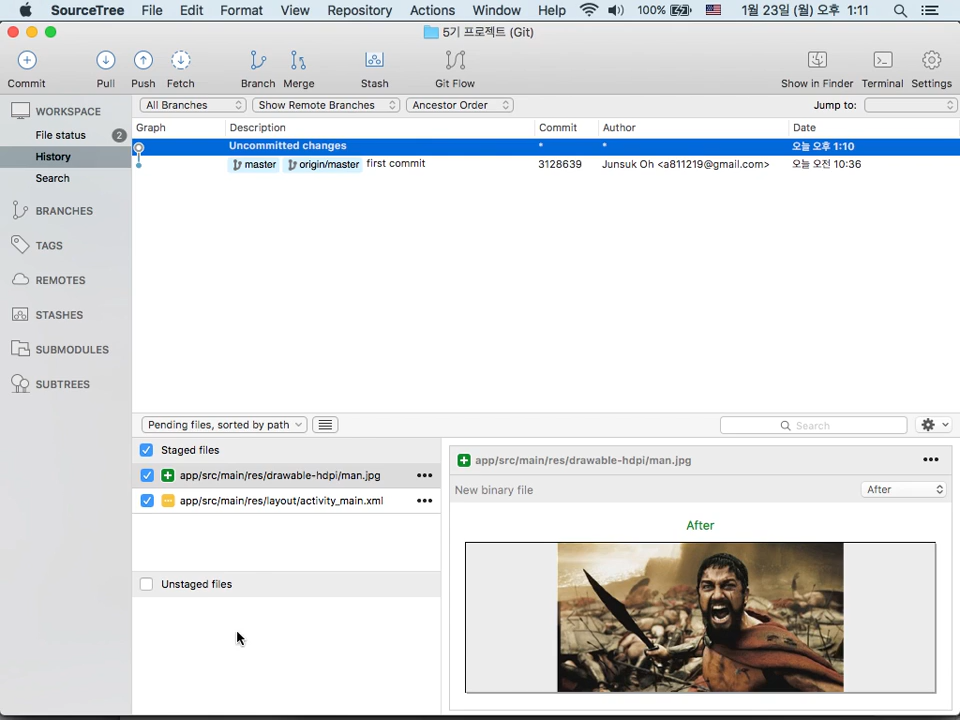 SourceTree File Edit Format View Repository Actions Window Help 100% 1월 23일 (월) 오후 1:11
5기 프로젝트 (Git)
Commit Pull Push Fetch Branch Merge Stash Git Flow Show in Finder Terminal Settings
WORKSPACE
File status 2
History
Search
BRANCHES
TAGS
REMOTES
STASHES
SUBMODULES
SUBTREES
All Branches Show Remote Branches Ancestor Order Jump to:
Graph Description Commit Author Date
Uncommitted changes * * 오늘 오후 1:10
master origin/master first commit 3128639 Junsuk Oh <a811219@gmail.com> 오늘 오전 10:36
Pending files, sorted by path Search
Staged files
app/src/main/res/drawable-hdpi/man.jpg
app/src/main/res/layout/activity_main.xml
Unstaged files
app/src/main/res/drawable-hdpi/man.jpg
New binary file After
After